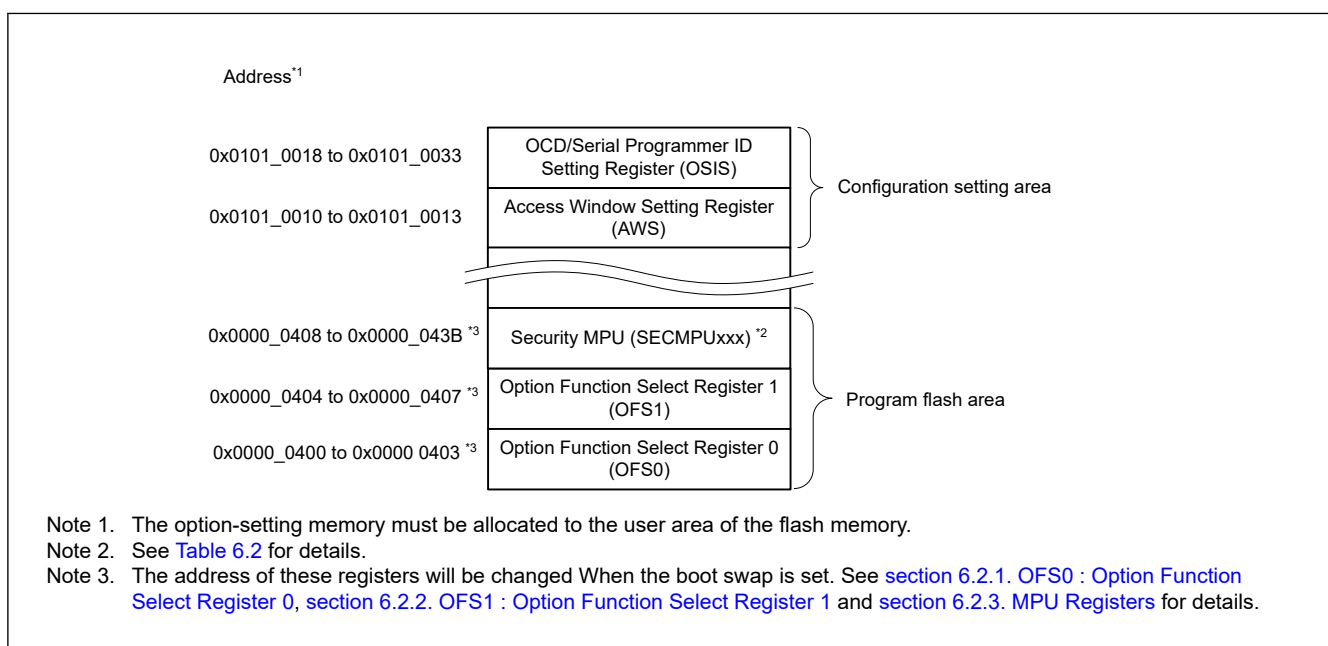 Address*1
0x0101_0018 to 0x0101_0033
OCD/Serial Programmer ID
Setting Register (OSIS)
Configuration setting area
0x0101_0010 to 0x0101_0013
Access Window Setting Register
(AWS)
0x0000_0408 to 0x0000_043B *3
Security MPU (SECMPUxxx) *2
0x0000_0404 to 0x0000_0407 *3
Option Function Select Register 1
(OFS1)
Program flash area
0x0000_0400 to 0x0000 0403 *3
Option Function Select Register 0
(OFS0)
Note 1. The option-setting memory must be allocated to the user area of the flash memory.
Note 2. See Table 6.2 for details.
Note 3. The address of these registers will be changed When the boot swap is set. See section 6.2.1. OFS0 : Option Function
Select Register 0, section 6.2.2. OFS1 : Option Function Select Register 1 and section 6.2.3. MPU Registers for details.